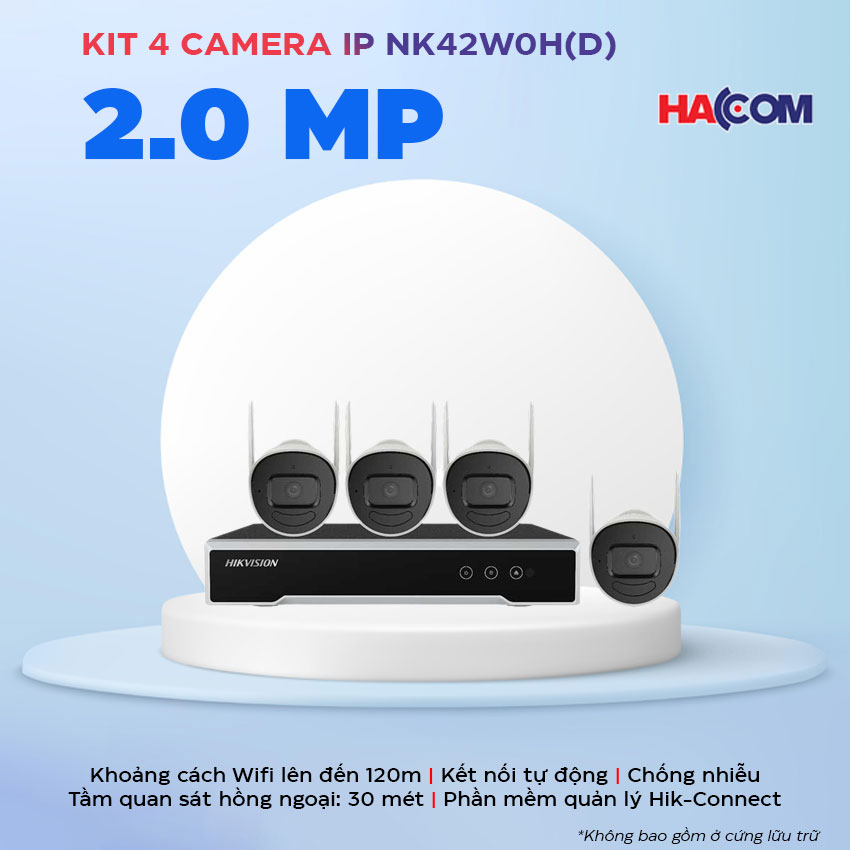 KIT 4 CAMERA IP NK42W0H(D)
2.0 MP
HACOM
HIKVISION
Khoảng cách Wifi lên đến 120m | Kết nối tự động | Chống nhiễu
Tầm quan sát hồng ngoại: 30 mét | Phần mềm quản lý Hik-Connect
*Không bao gồm ở cứng lữu trữ